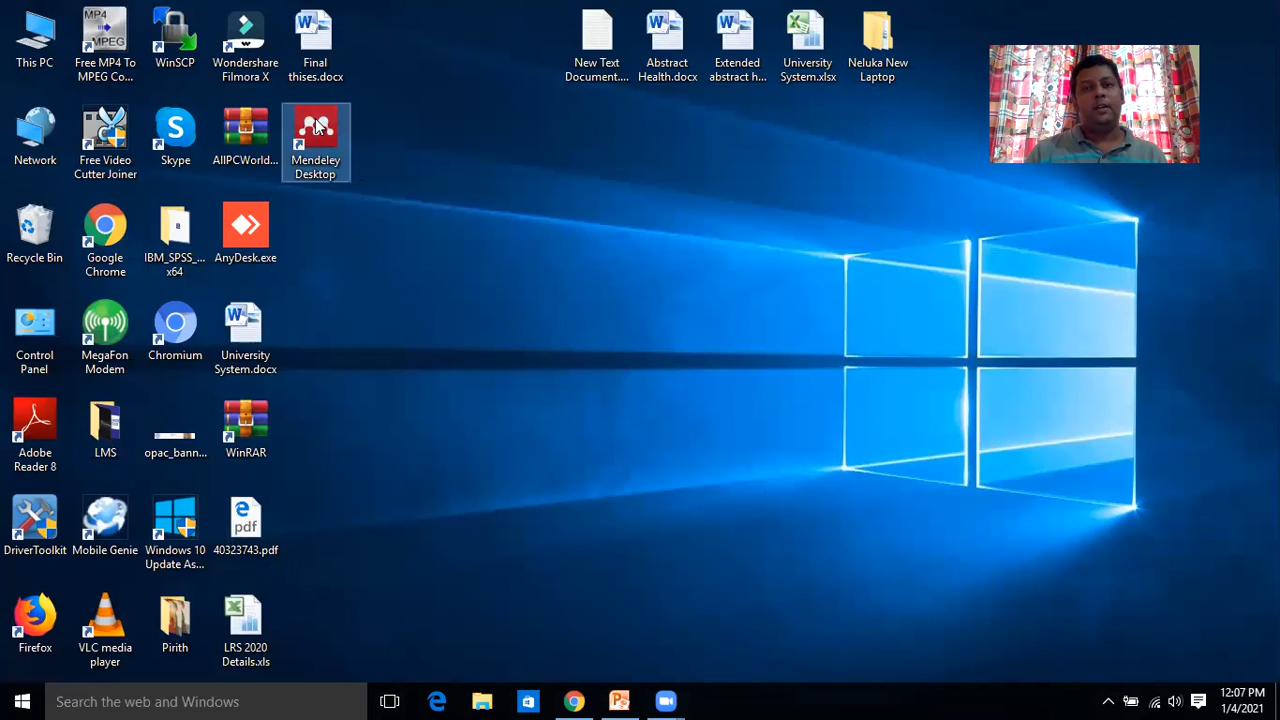 This PC
MP4
MPEG
Free MP4 To
MPEG Co...
WinSCP
Wondershare
Filmora X
Final
thises.docx
New Text
Document....
Abstract
Health.docx
Extended
abstract h...
University
System.xlsx
Neluka New
Laptop
Network
Free Video
Cutter Joiner
Skype
AllPCWorld...
Mendeley
Desktop
Recycle Bin
Google
Chrome
IBM_SPSS_...
x64
AnyDesk.exe
Control
Panel
MegaFon
Modem
Chromium
University
System.docx
Adobe
Reader 8
LMS
opac_bann...
WinRAR
DriverToolkit
Mobile Genie
Windows 10
Update As...
pdf
40323743.pdf
Firefox
VLC media
player
Pirith
LRS 2020
Details.xls
Search the web and Windows
12:07 PM
1/4/2021